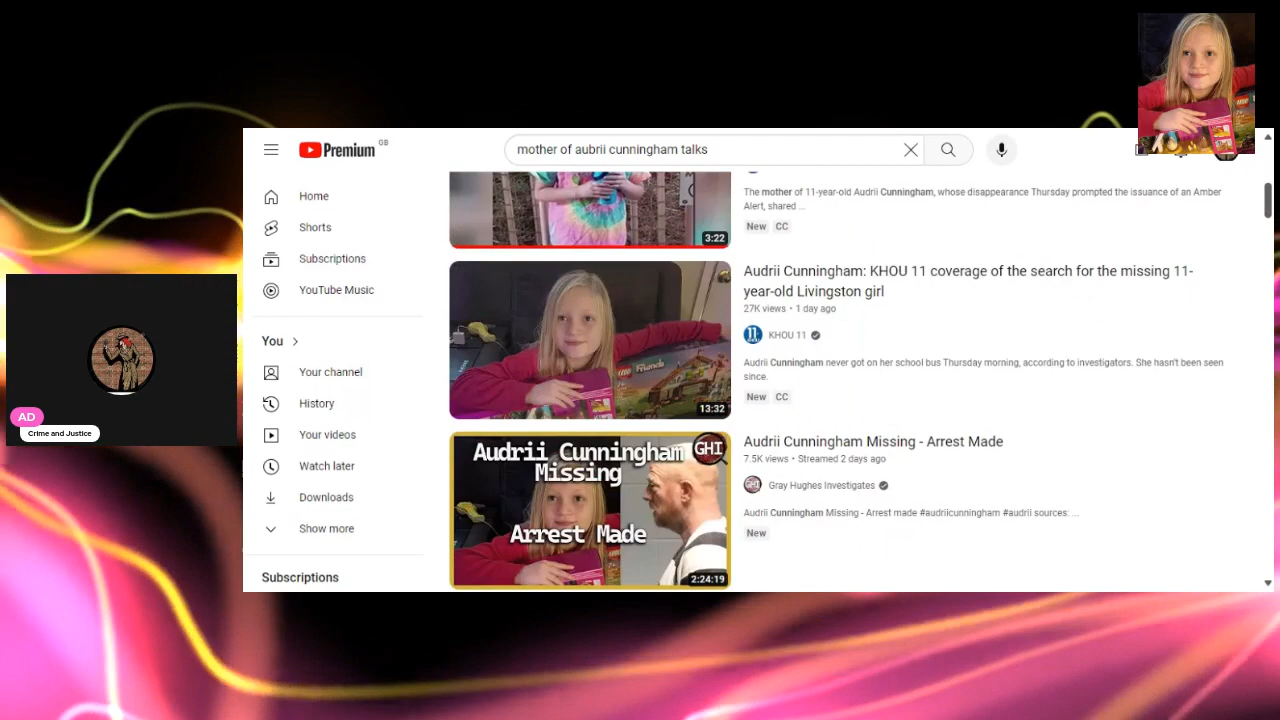 Premium GB
mother of aubrii cunningham talks
Home
Shorts
Subscriptions
YouTube Music
You
Your channel
History
Your videos
Watch later
Downloads
Show more
Subscriptions
3:22
The mother of 11-year-old Audrii Cunningham, whose disappearance Thursday prompted the issuance of an Amber
Alert, shared ...
New CC
Audrii Cunningham: KHOU 11 coverage of the search for the missing 11-
year-old Livingston girl
27K views • 1 day ago
11
KHOU 11
Audrii Cunningham never got on her school bus Thursday morning, according to investigators. She hasn't been seen
since.
New CC
LEGO
Friends
13:32
Audrii Cunningham
Missing
GHI
Arrest Made
2:24:19
Audrii Cunningham Missing - Arrest Made
7.5K views • Streamed 2 days ago
GHI
Gray Hughes Investigates
Audrii Cunningham Missing - Arrest made #audriicunningham #audrii sources: ...
New
AD
Crime and Justice